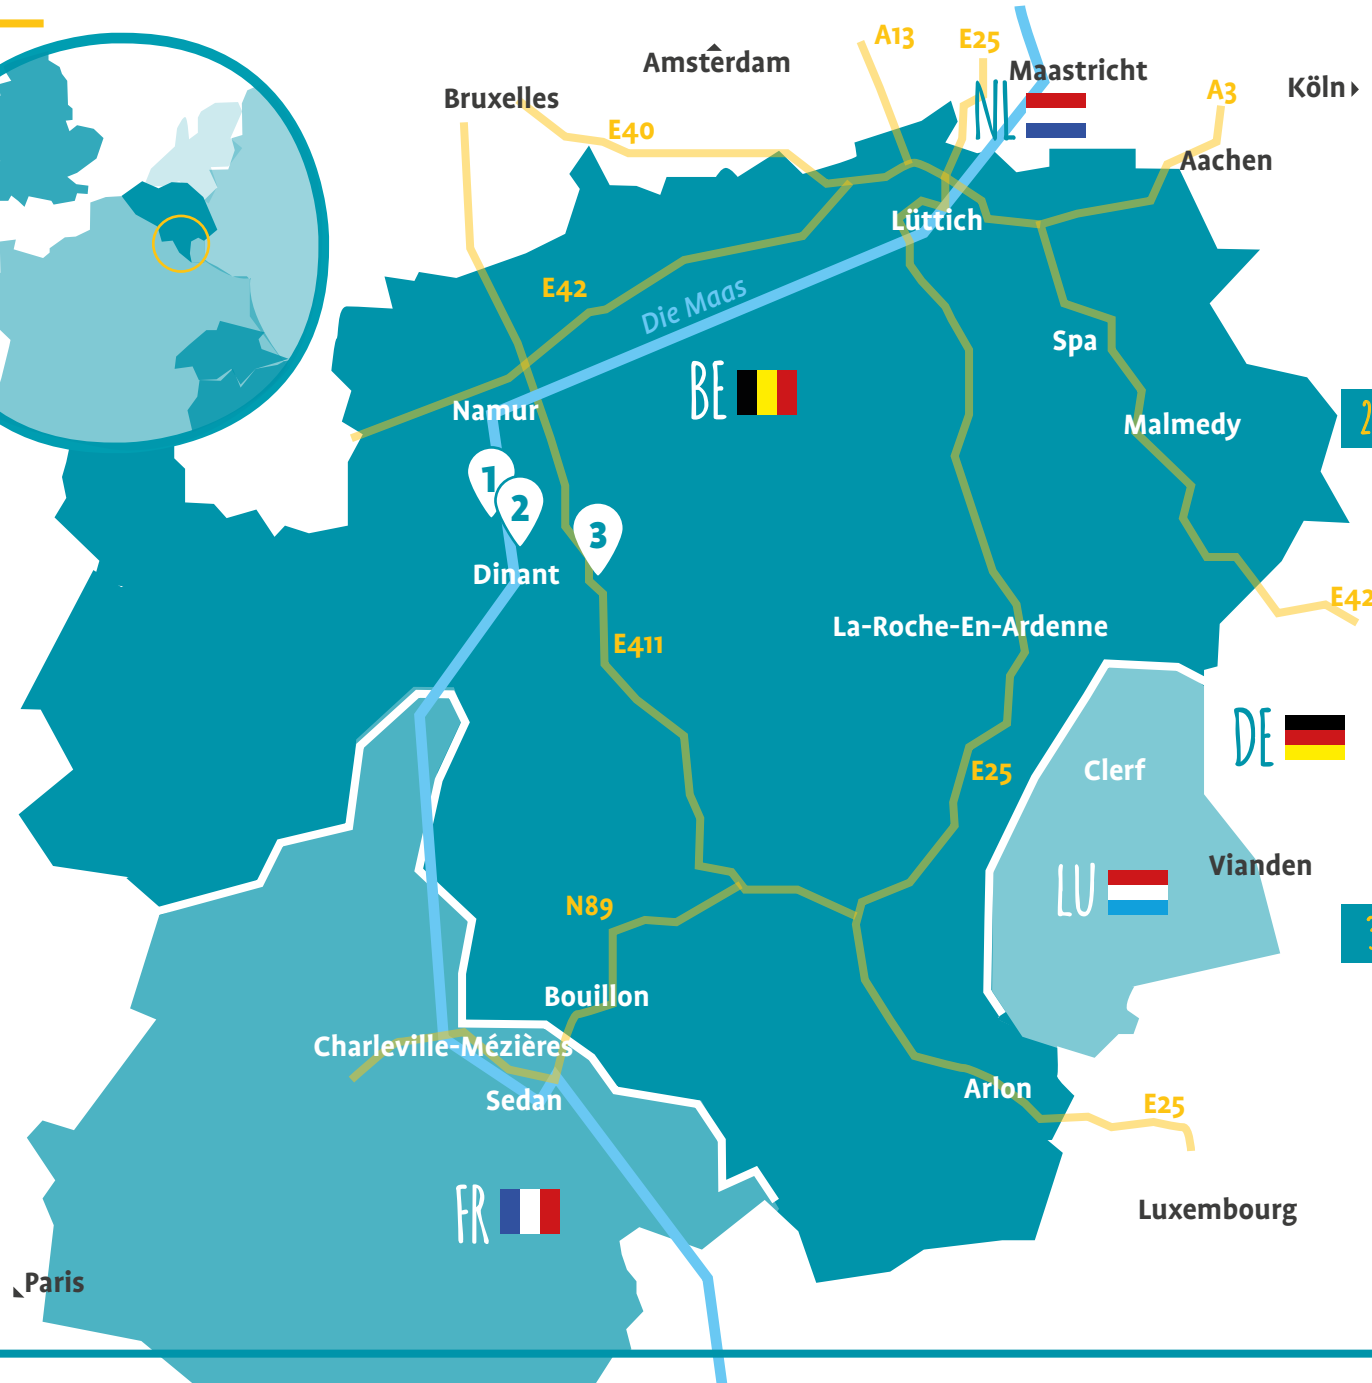 A13
E25
Amsterdam
Maastricht
Köln
Bruxelles
A3
NL
E40
Aachen
Lüttich
E42
Die Maas
Spa
BE
Namur
Malmedy
2
1
2
3
Dinant
E42
La-Roche-En-Ardenne
E411
DE
E25
Clerf
Vianden
LU
N89
Bouillon
Charleville-Mézières
Sedan
Arlon
E25
FR
Luxembourg
Paris